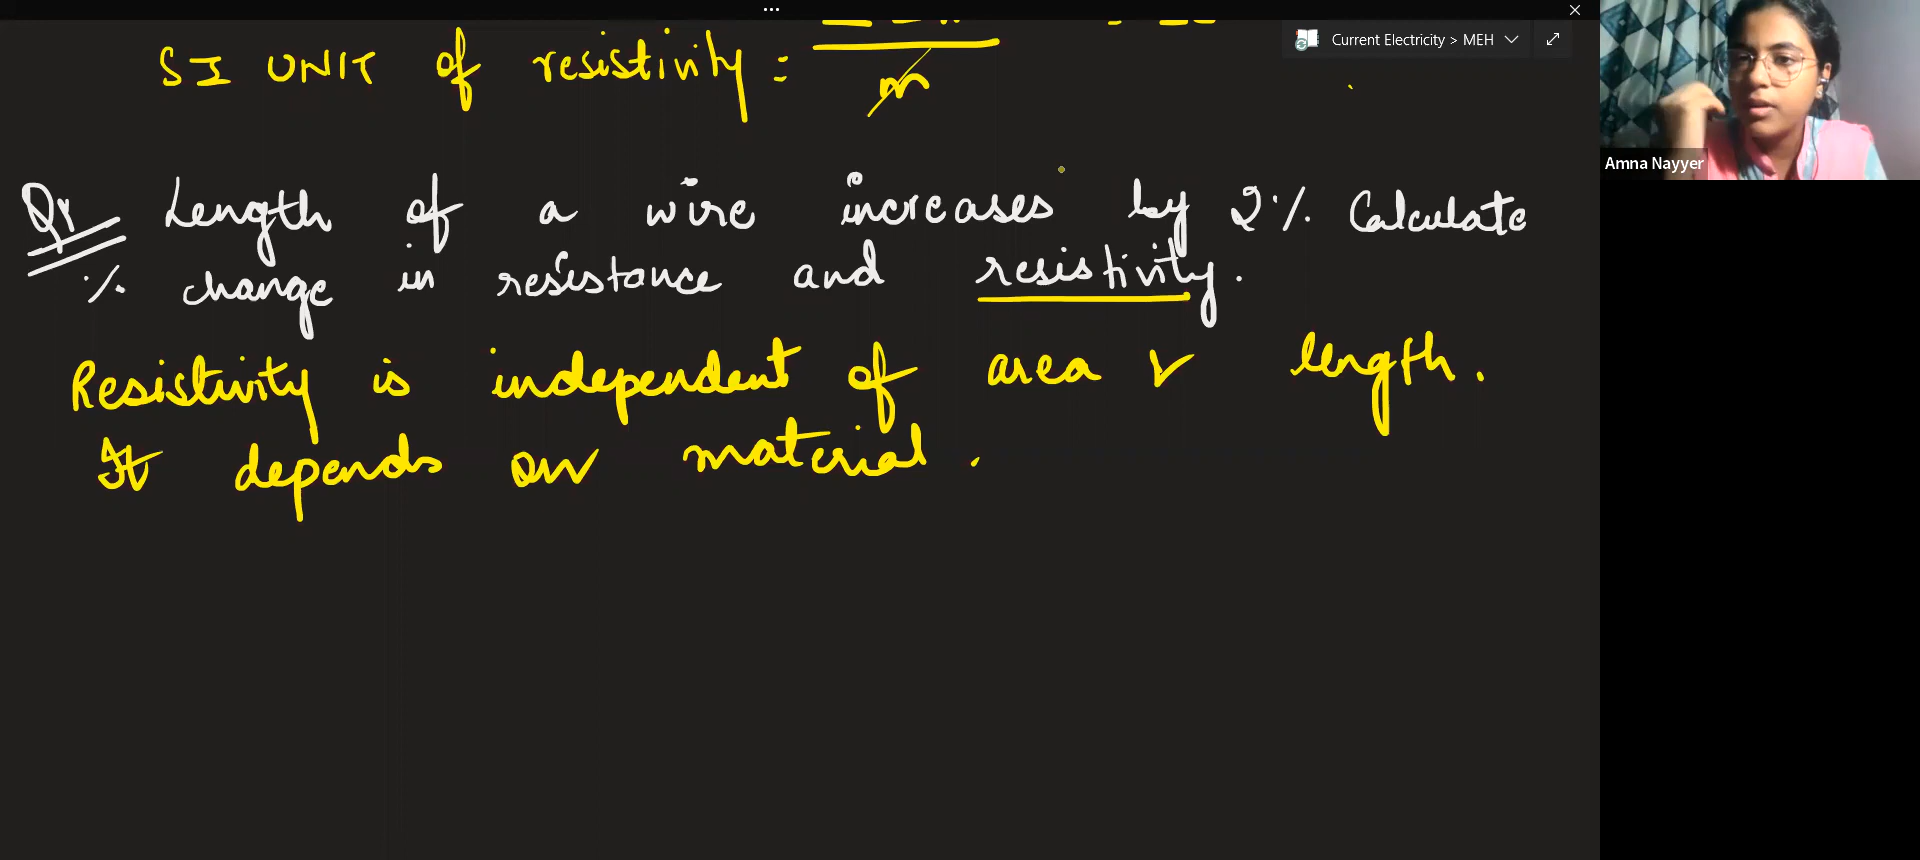 Current Electricity > MEH
SI UNIT of resistivity = m
Amna Nayyer
Qr Length of a wire increases by 2% Calculate
% change in resistance and resistivity.
Resistivity is independent of area & length.
It depends on material.